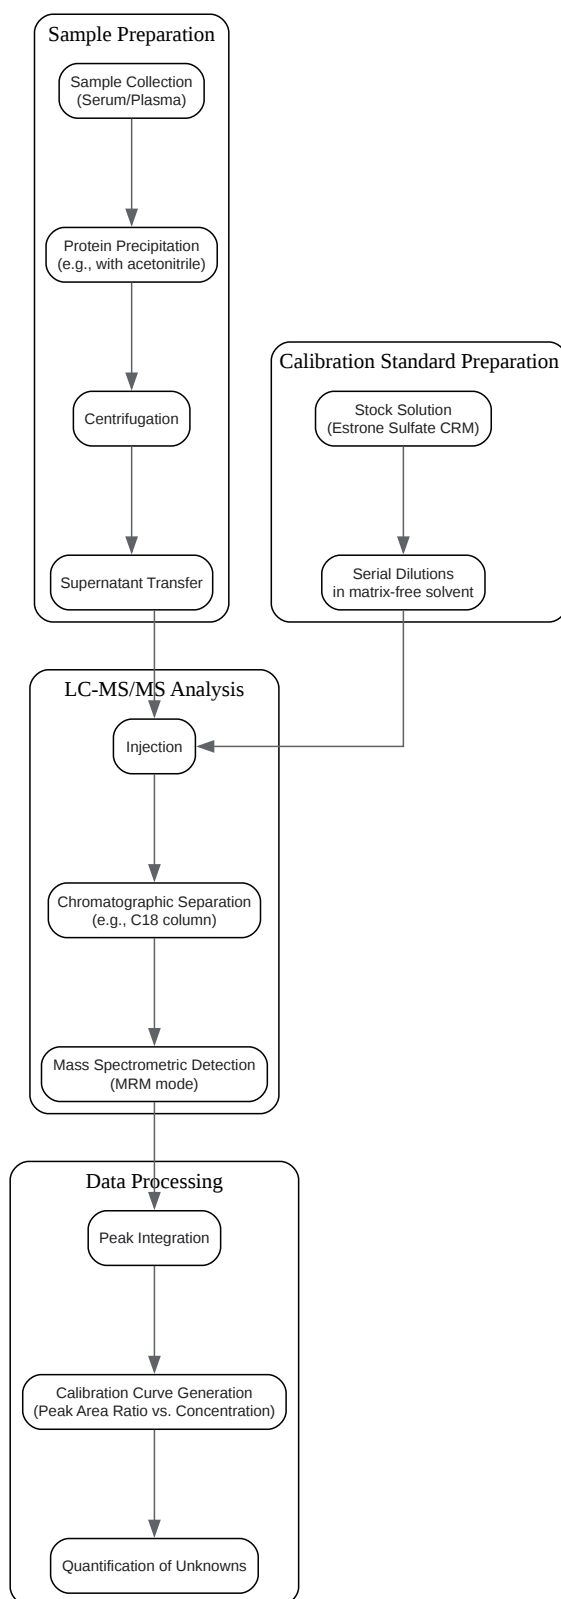 Sample Preparation
Sample Collection
(Serum/Plasma)
Protein Precipitation
(e.g., with acetonitrile)
Centrifugation
Supernatant Transfer
Calibration Standard Preparation
Stock Solution
(Estrone Sulfate CRM)
Serial Dilutions
in matrix-free solvent
LC-MS/MS Analysis
Injection
Chromatographic Separation
(e.g., C18 column)
Mass Spectrometric Detection
(MRM mode)
Data Processing
Peak Integration
Calibration Curve Generation
(Peak Area Ratio vs. Concentration)
Quantification of Unknowns